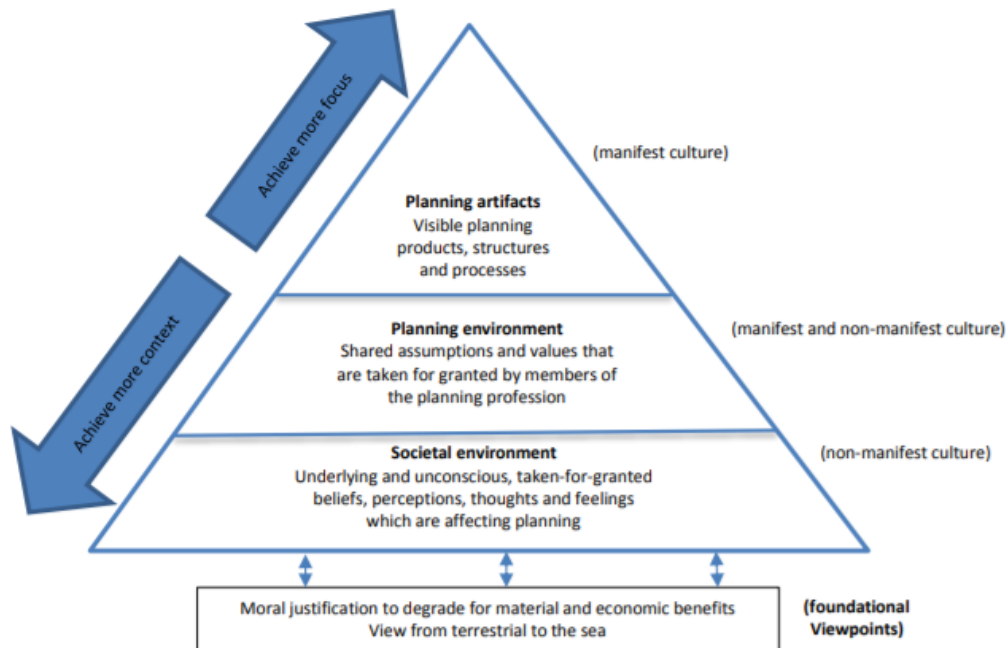 Achieve more focus
(manifest culture)
Planning artifacts
Visible planning
products, structures
and processes
Achieve more context
Planning environment
(manifest and non-manifest culture)
Shared assumptions and values that
are taken for granted by members of
the planning profession
Societal environment
(non-manifest culture)
Underlying and unconscious, taken-for-granted
beliefs, perceptions, thoughts and feelings
which are affecting planning
Moral justification to degrade for material and economic benefits
View from terrestrial to the sea
(foundational
Viewpoints)